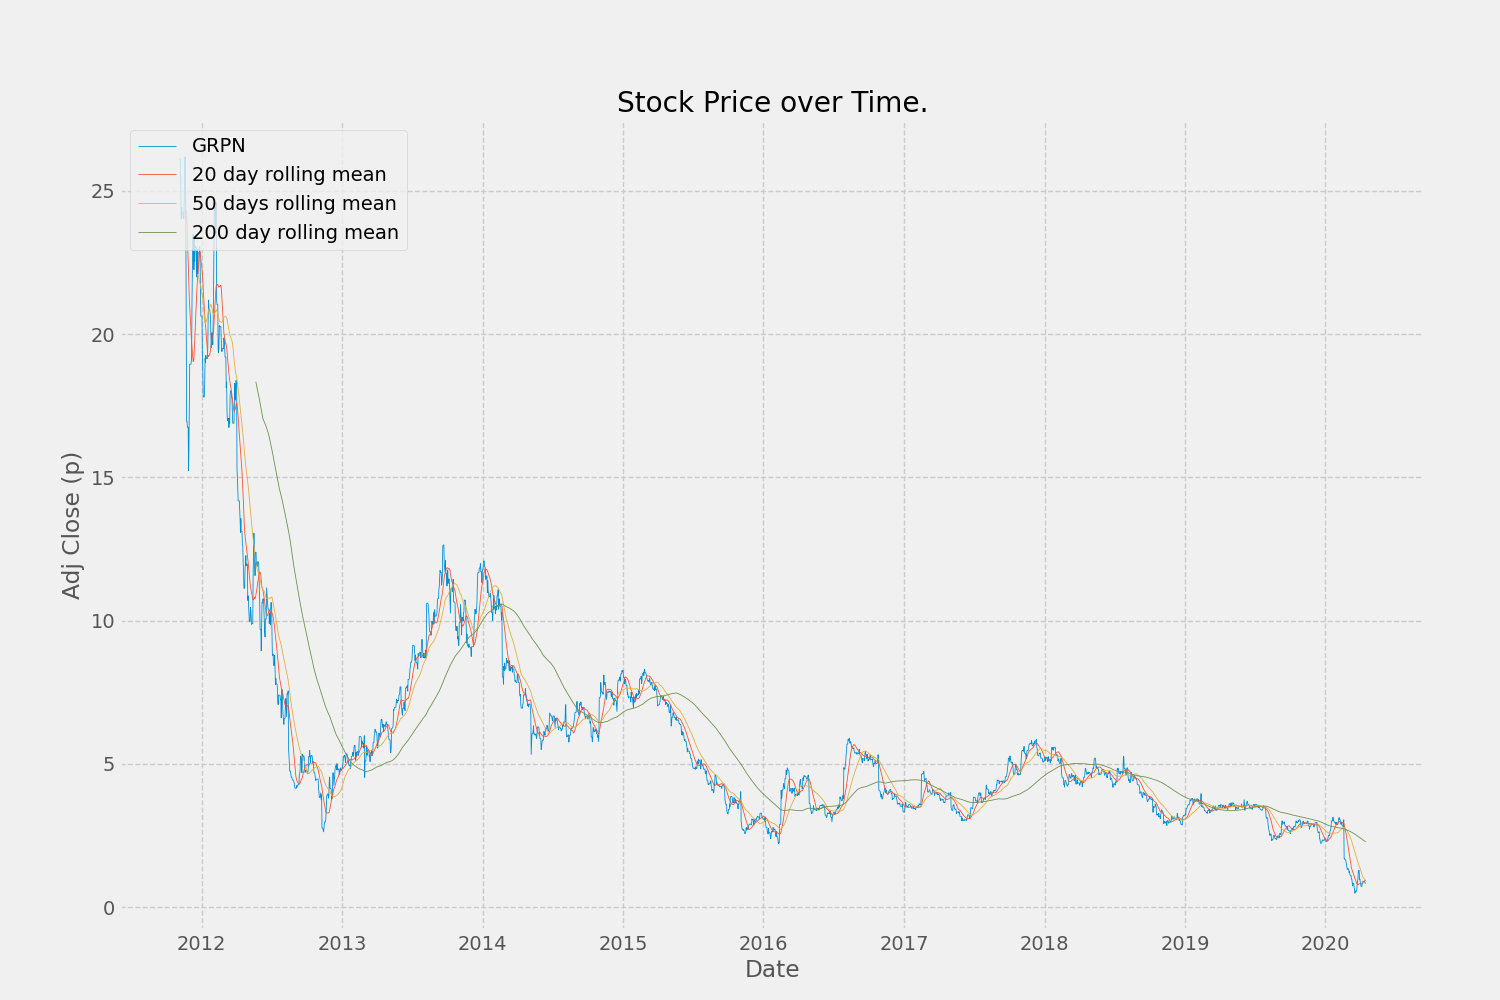 Stock Price over Time.
GRPN
20 day rolling mean
50 days rolling mean
200 day rolling mean
25
20
15
10
5
0
Adj Close (p)
2012 2013 2014 2015 2016 2017 2018 2019 2020
Date